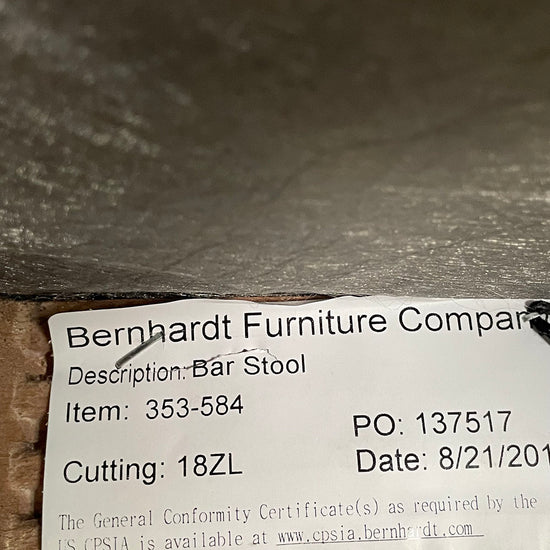 Bernhardt Furniture Compan
Description: Bar Stool
Item: 353-584
PO: 137517
Cutting: 18ZL
Date: 8/21/201
The General Conformity Certificate(s) as required by the
US CPSIA is available at www.cpsia.bernhardt.com